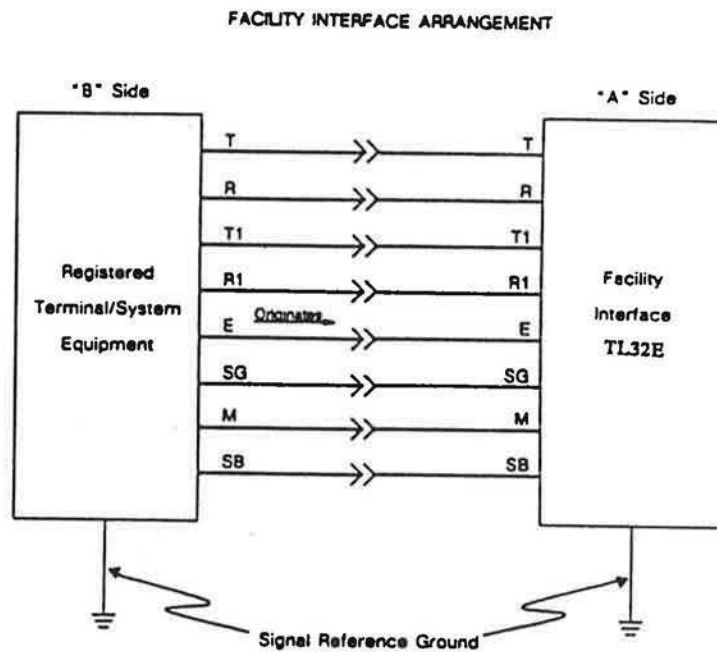 FACILITY INTERFACE ARRANGEMENT
"B" Side
"A" Side
T
T
R
R
T1
T1
R1
R1
Originates
E
E
SG
SG
M
M
SB
SB
Registered
Terminal/System
Equipment
Facility
Interface
TL32E
Signal Reference Ground